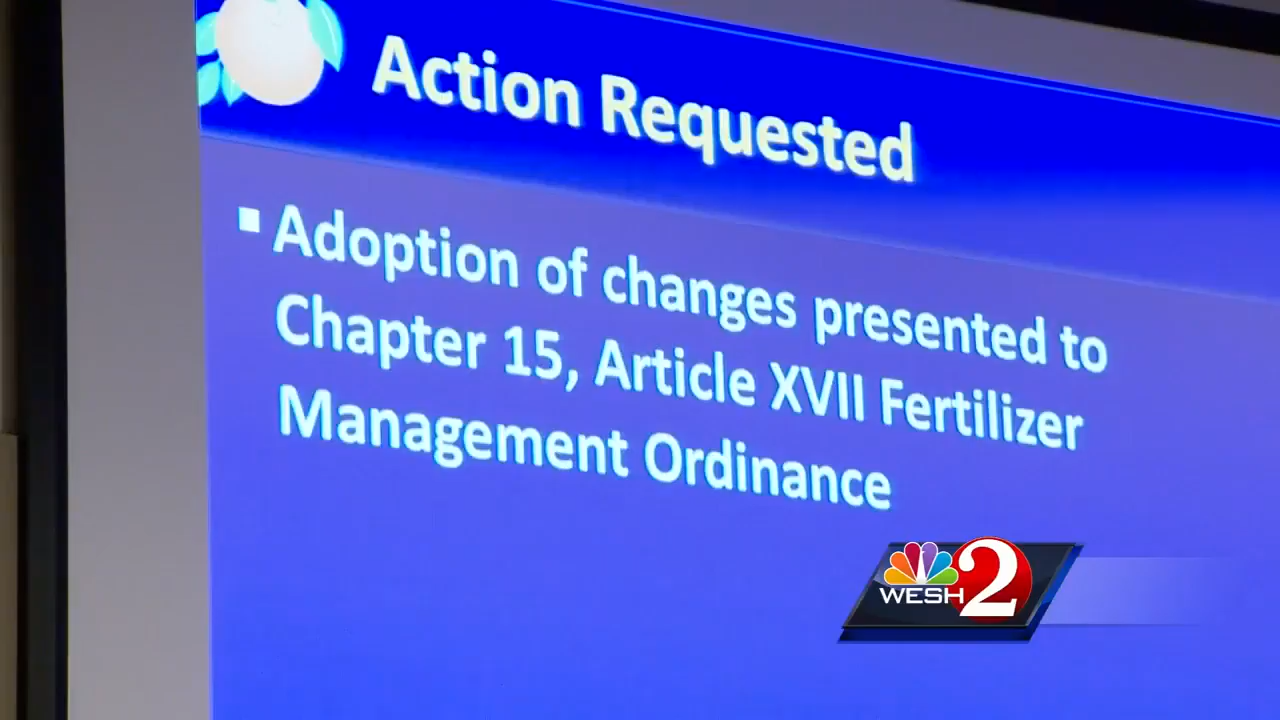 Action Requested
Adoption of changes presented to
Chapter 15, Article XVII Fertilizer
Management Ordinance
WESH 2